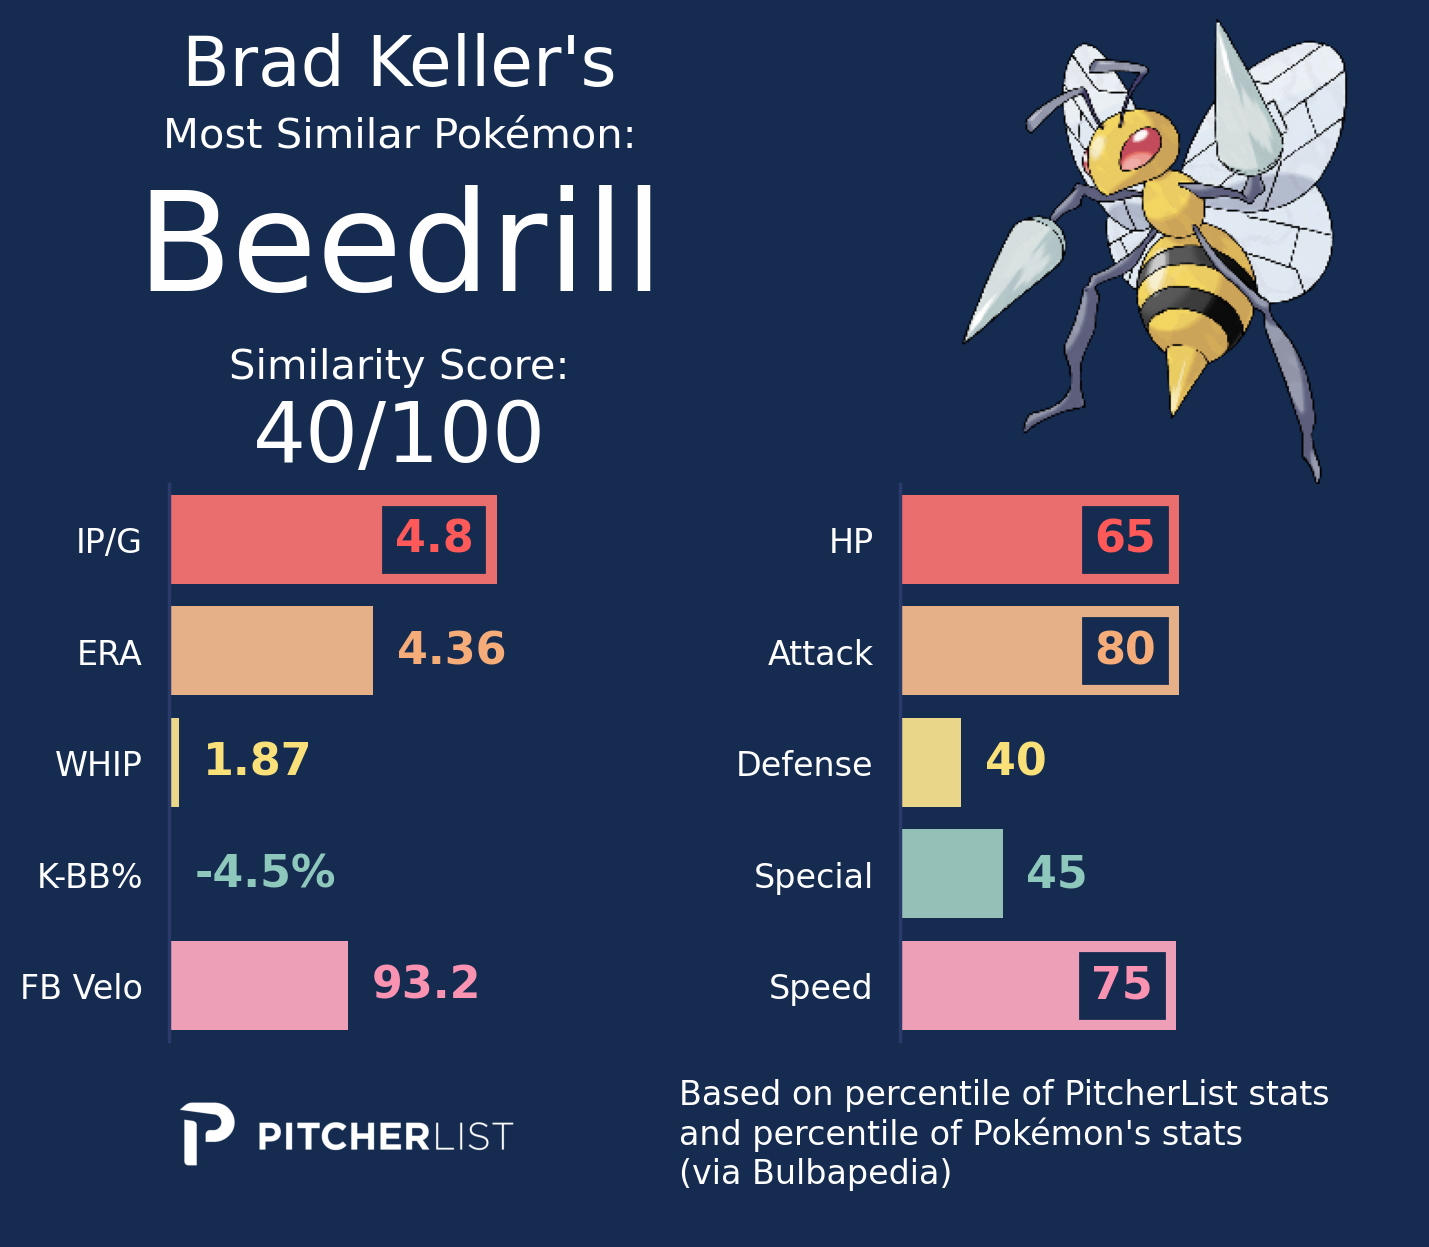 Brad Keller's
Most Similar Pokémon:
Beedrill
Similarity Score:
40/100
IP/G 4.8
ERA 4.36
WHIP 1.87
K-BB% -4.5%
FB Velo 93.2
HP 65
Attack 80
Defense 40
Special 45
Speed 75
PITCHERLIST
Based on percentile of PitcherList stats
and percentile of Pokémon's stats
(via Bulbapedia)